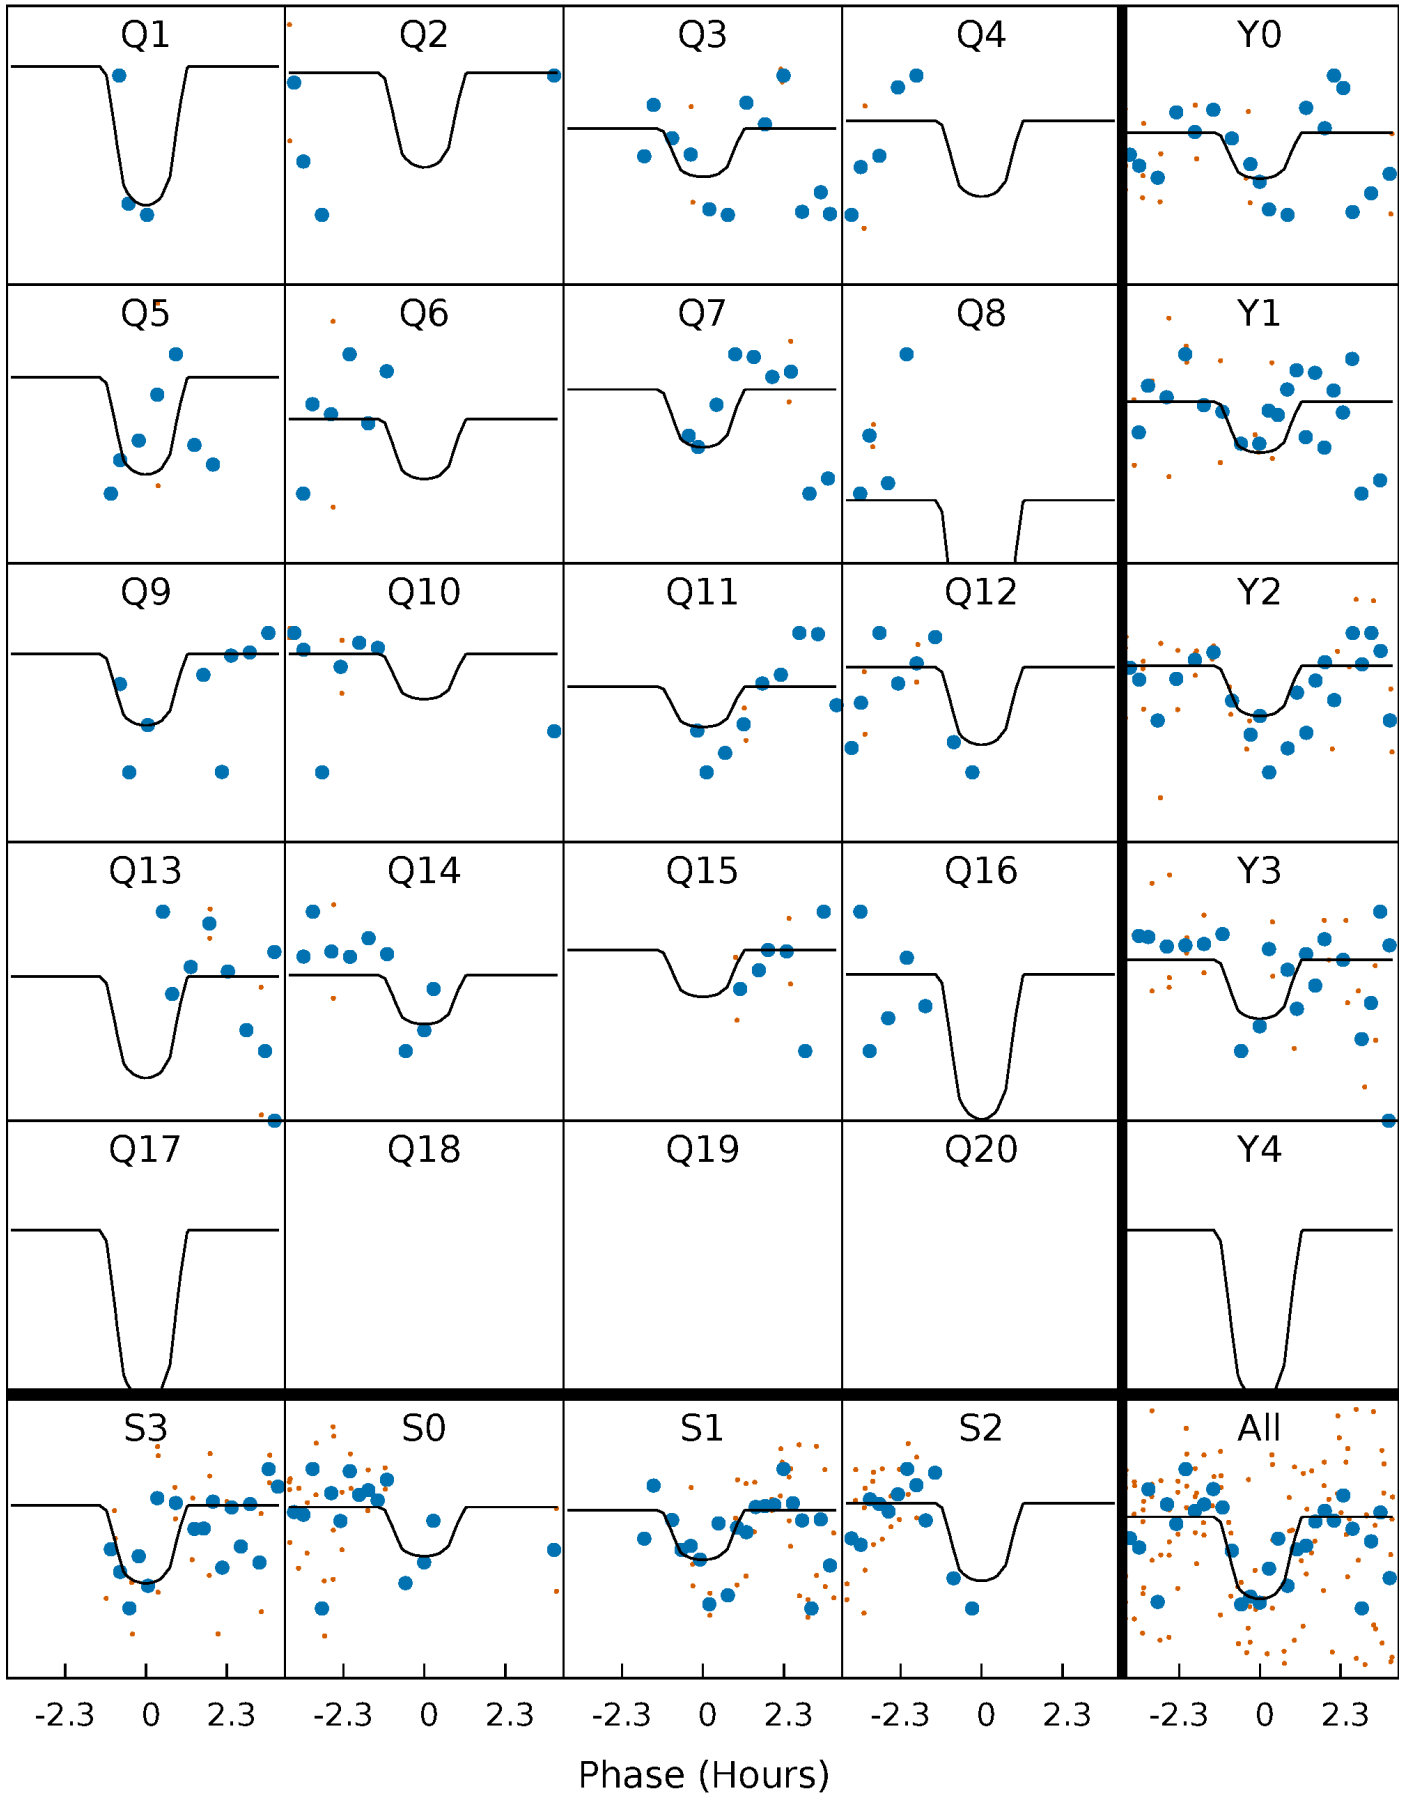 Q1 Q2 Q3 Q4 Y0
Q5 Q6 Q7 Q8 Y1
Q9 Q10 Q11 Q12 Y2
Q13 Q14 Q15 Q16 Y3
Q17 Q18 Q19 Q20 Y4
S3 S0 S1 S2 All
-2.3 0 2.3 -2.3 0 2.3 -2.3 0 2.3 -2.3 0 2.3 -2.3 0 2.3
Phase (Hours)